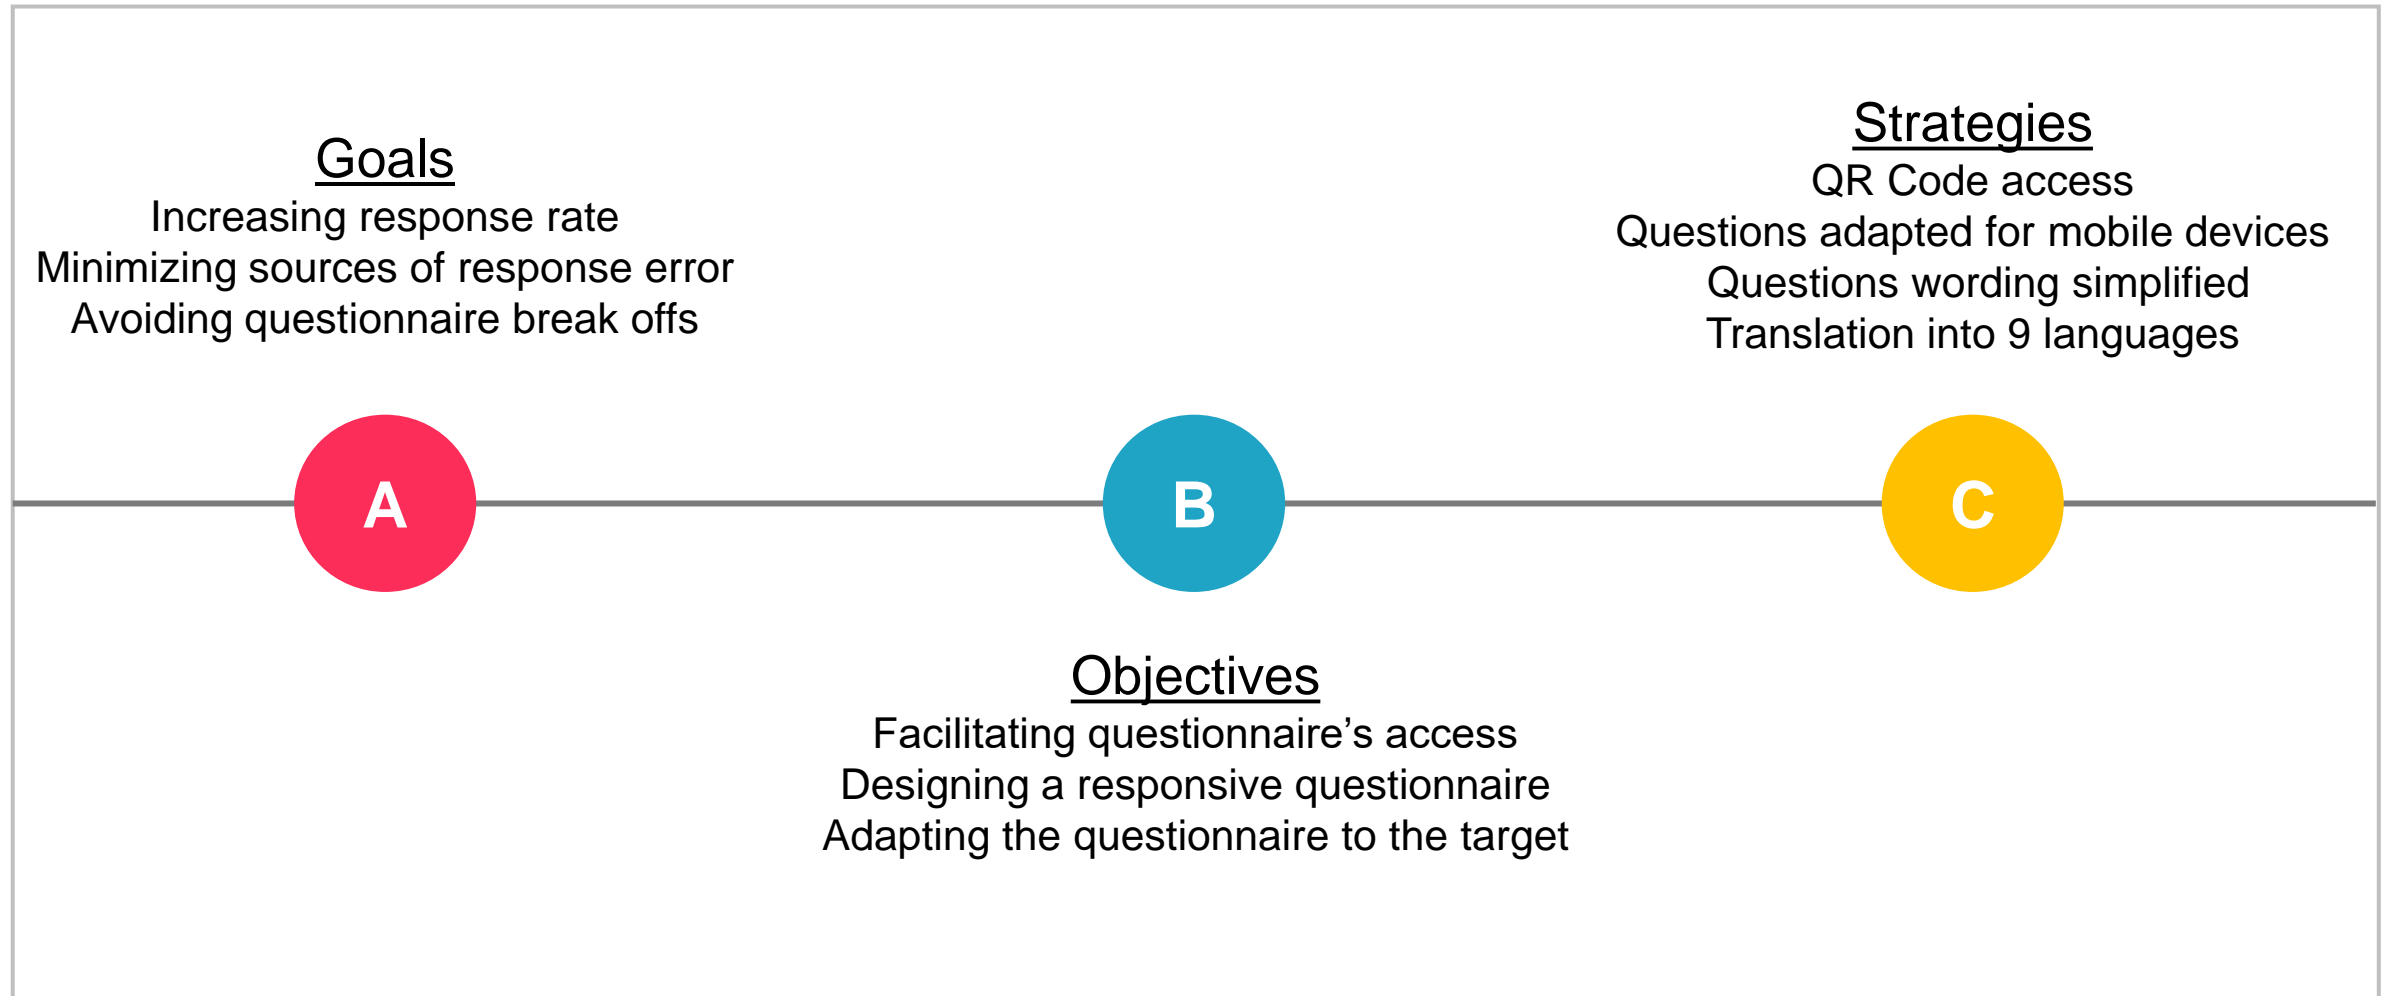 Goals
Increasing response rate
Minimizing sources of response error
Avoiding questionnaire break offs
A
B
Objectives
Facilitating questionnaire’s access
Designing a responsive questionnaire
Adapting the questionnaire to the target
Strategies
QR Code access
Questions adapted for mobile devices
Questions wording simplified
Translation into 9 languages
C